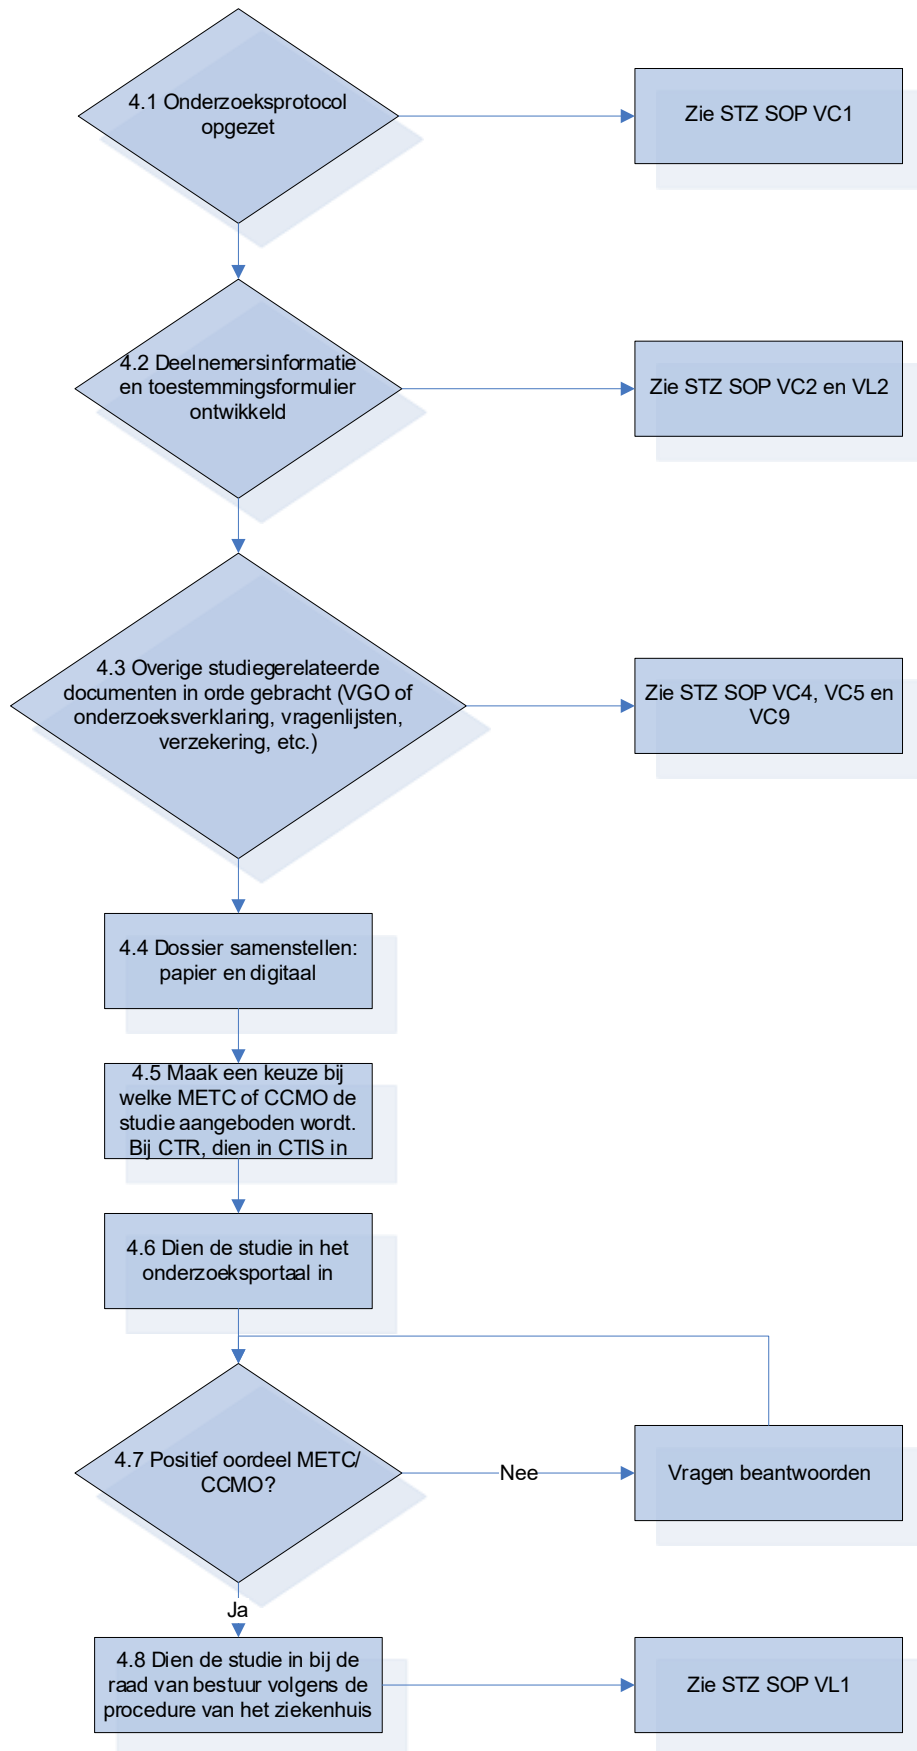 4.1 Onderzoeksprotocol
opgezet
Zie STZ SOP VC1
4.2 Deelnemersinformatie
en toestemmingsformulier
ontwikkeld
Zie STZ SOP VC2 en VL2
4.3 Overige studiegerelateerde
documenten in orde gebracht (VGO of
onderzoeksverklaring, vragenlijsten,
verzekering, etc.)
Zie STZ SOP VC4, VC5 en
VC9
4.4 Dossier samenstellen:
papier en digitaal
4.5 Maak een keuze bij
welke METC of CCMO de
studie aangeboden wordt.
Bij CTR, dien in CTIS in
4.6 Dien de studie in het
onderzoeksportaal in
4.7 Positief oordeel METC/
CCMO?
Nee
Vragen beantwoorden
Ja
4.8 Dien de studie in bij de
raad van bestuur volgens de
procedure van het ziekenhuis
Zie STZ SOP VL1